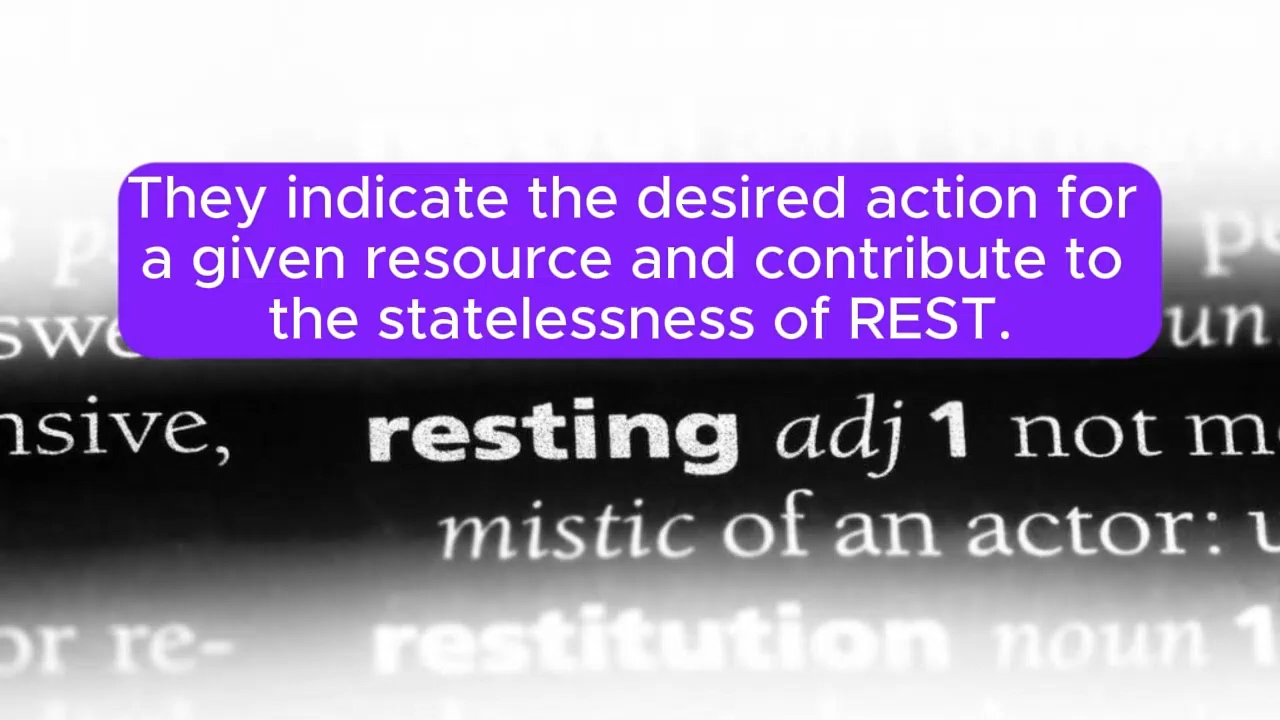 They indicate the desired action for
a given resource and contribute to
the statelessness of REST.
nsive,
resting adj 1 not m
mistic of an actor: u
or re-
restitution noun 1